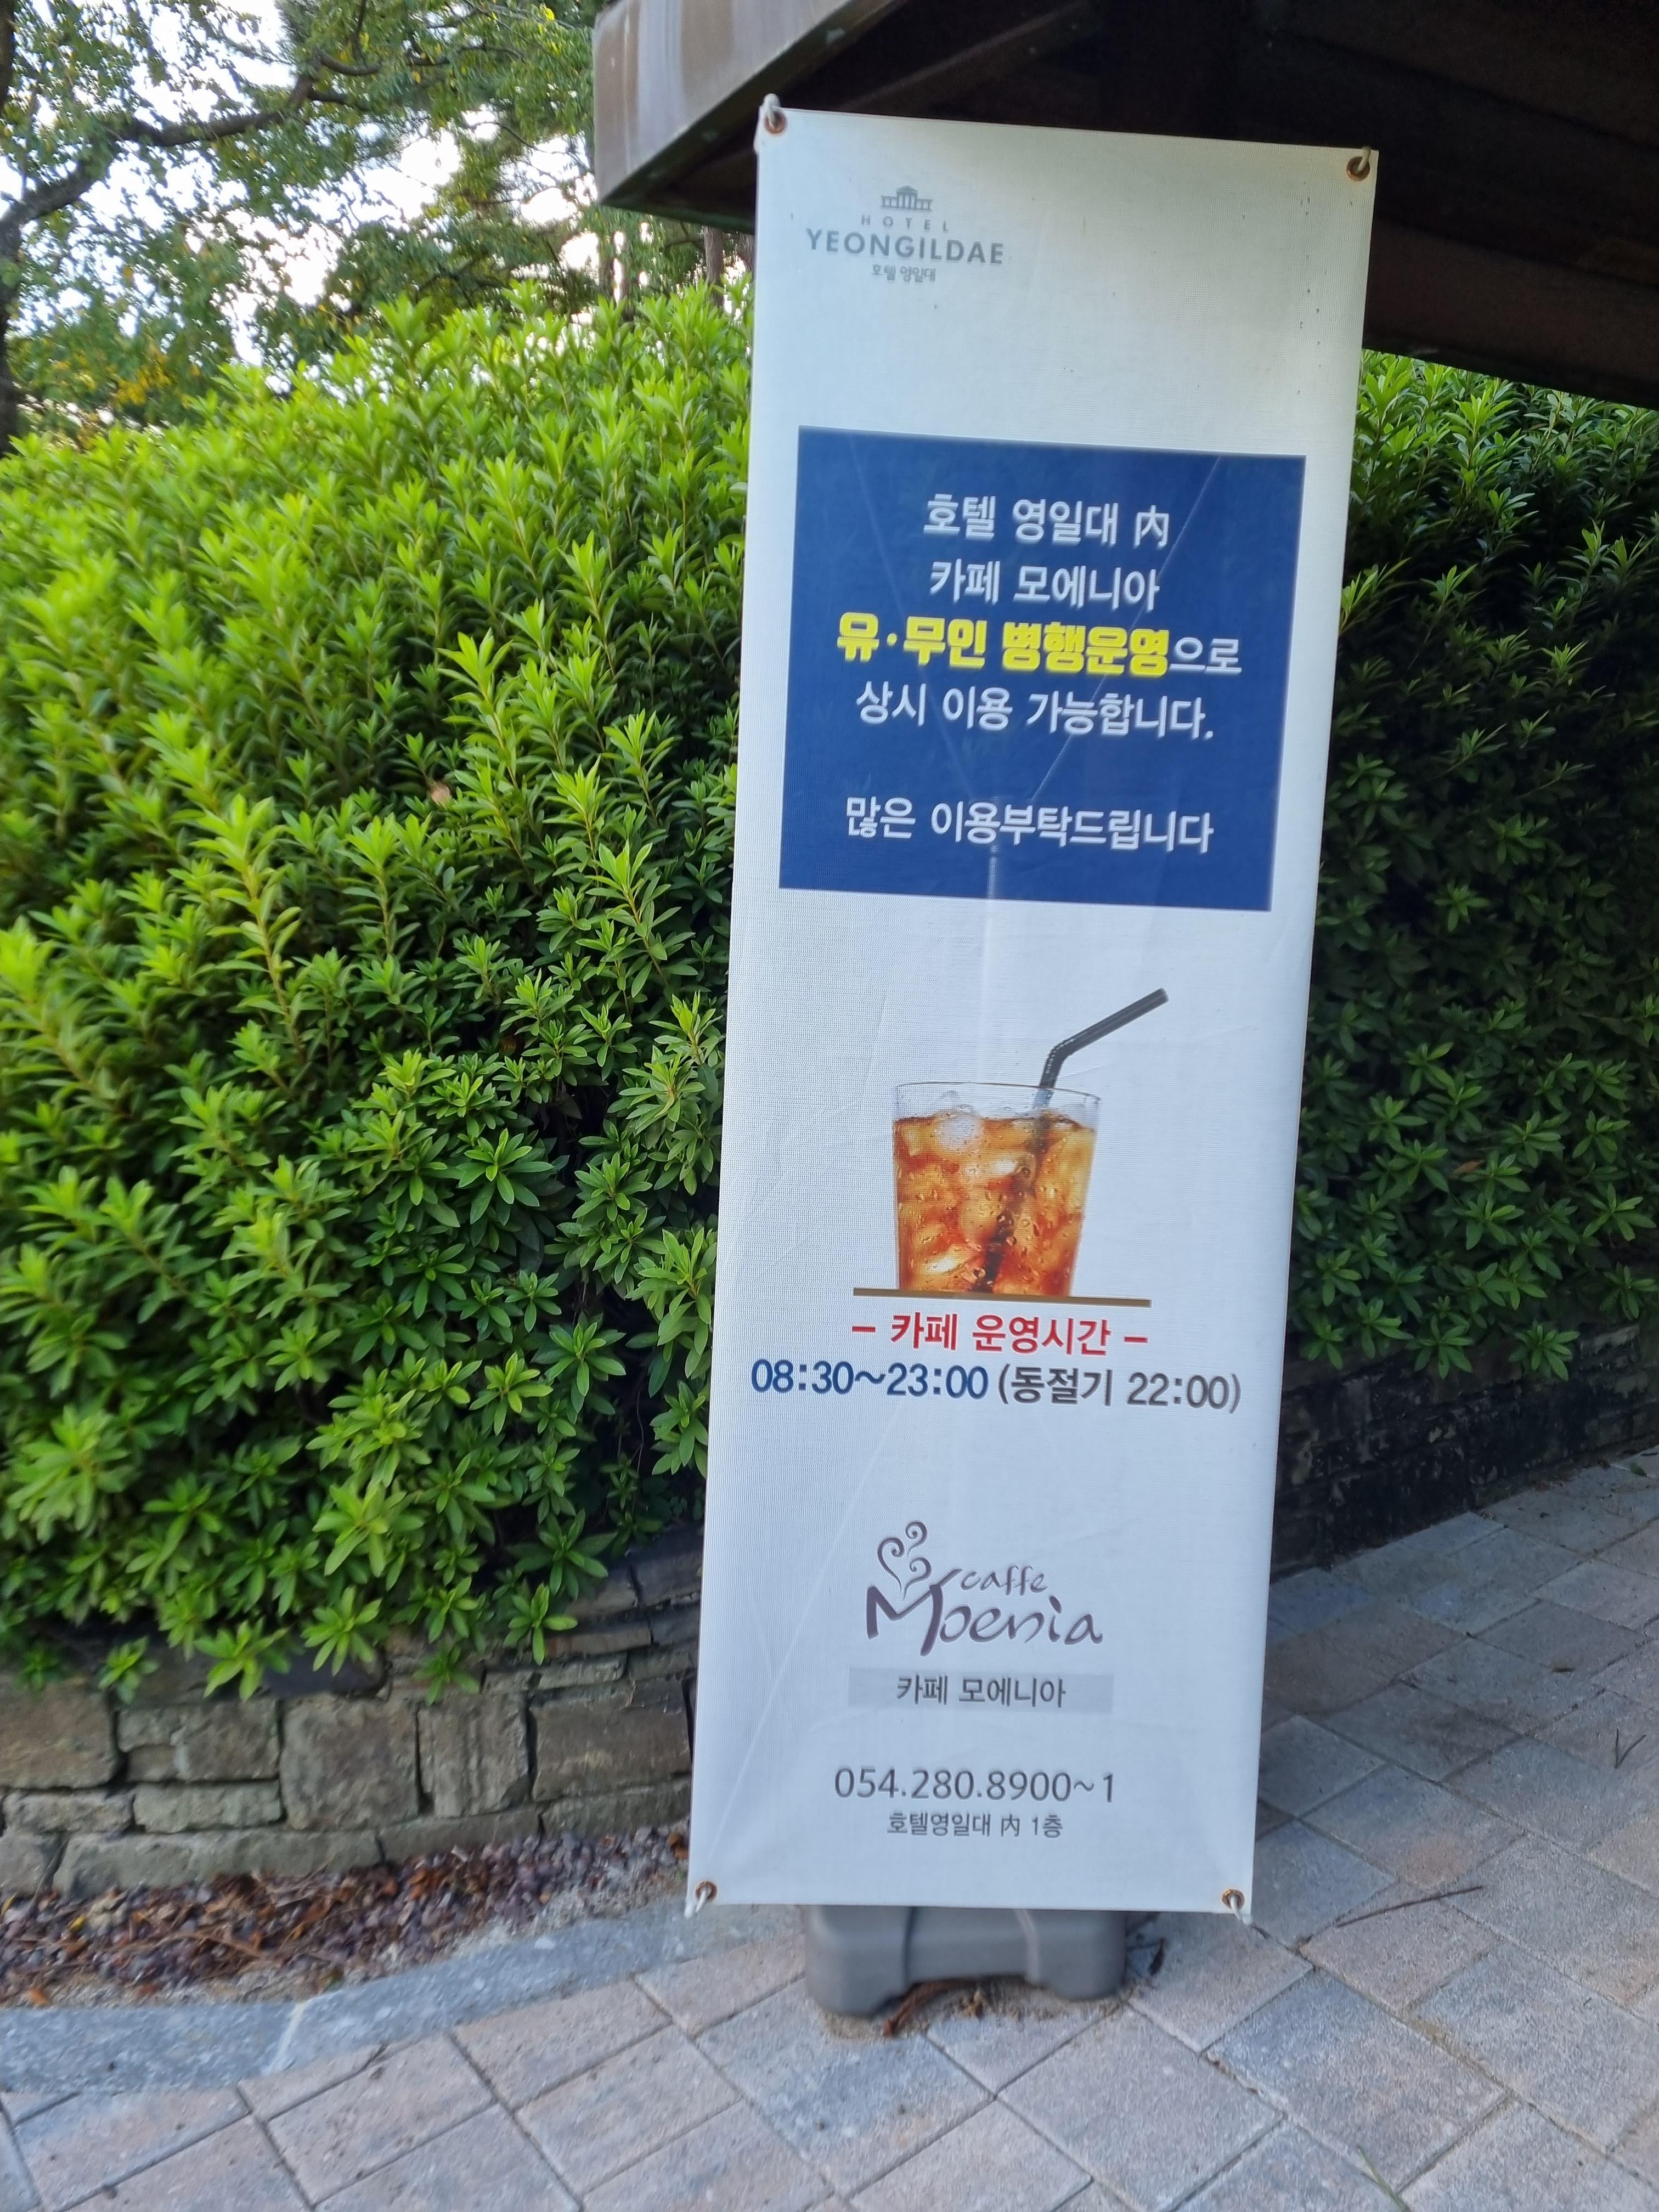 HOTEL
YEONGILDAE
호텔 영일대
호텔 영일대 內
카페 모에니아
유·무인 병행운영으로
상시 이용 가능합니다.
많은 이용부탁드립니다
– 카페 운영시간 –
08:30~23:00 (동절기 22:00)
caffe
Moenia
카페 모에니아
054.280.8900~1
호텔영일대 內 1층